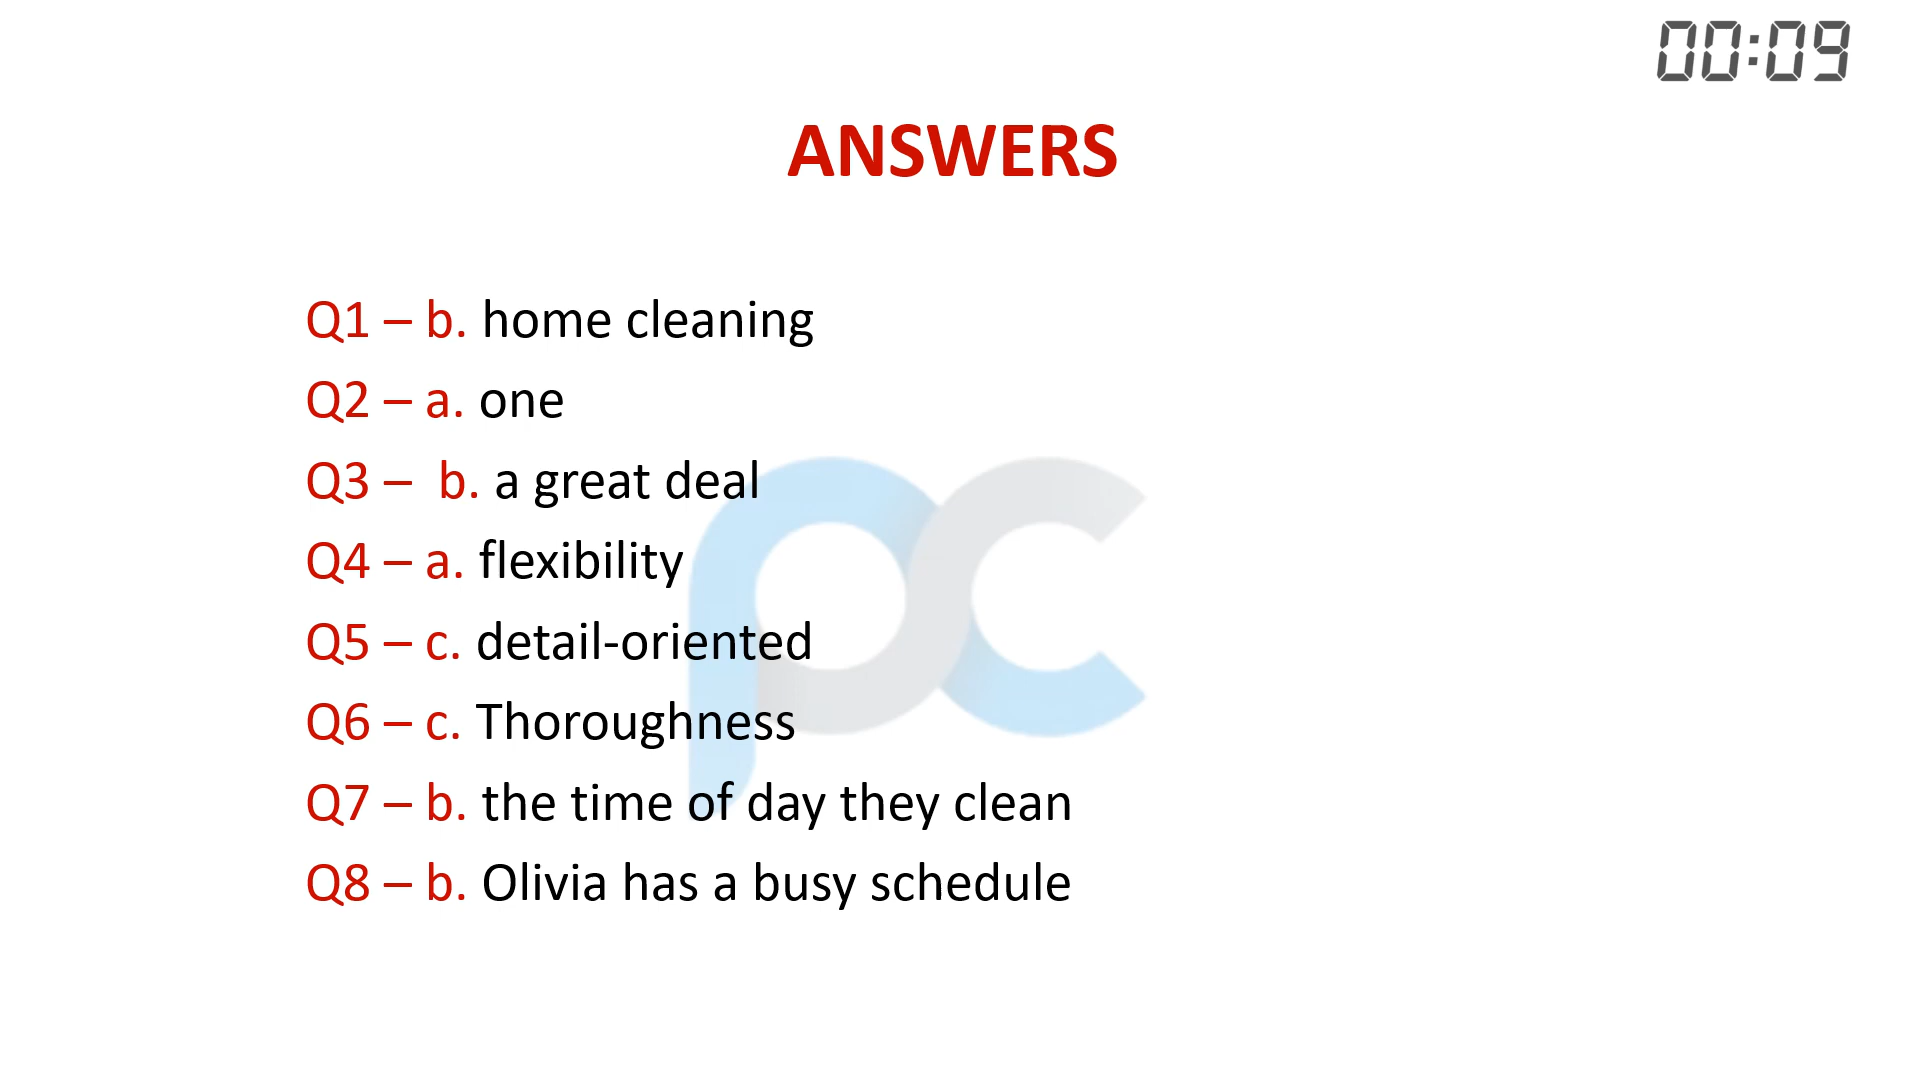 00:09
ANSWERS
Q1 – b. home cleaning
Q2 – a. one
Q3 –  b. a great deal
Q4 – a. flexibility
Q5 – c. detail-oriented
Q6 – c. Thoroughness
Q7 – b. the time of day they clean
Q8 – b. Olivia has a busy schedule